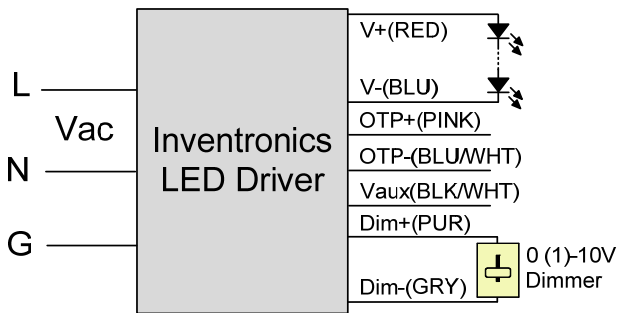 L
Vac
N
G
Inventronics
LED Driver
V+(RED)
V-(BLU)
OTP+(PINK)
OTP-(BLU/WHT)
Vaux(BLK/WHT)
Dim+(PUR)
Dim-(GRY)
0 (1)-10V
Dimmer